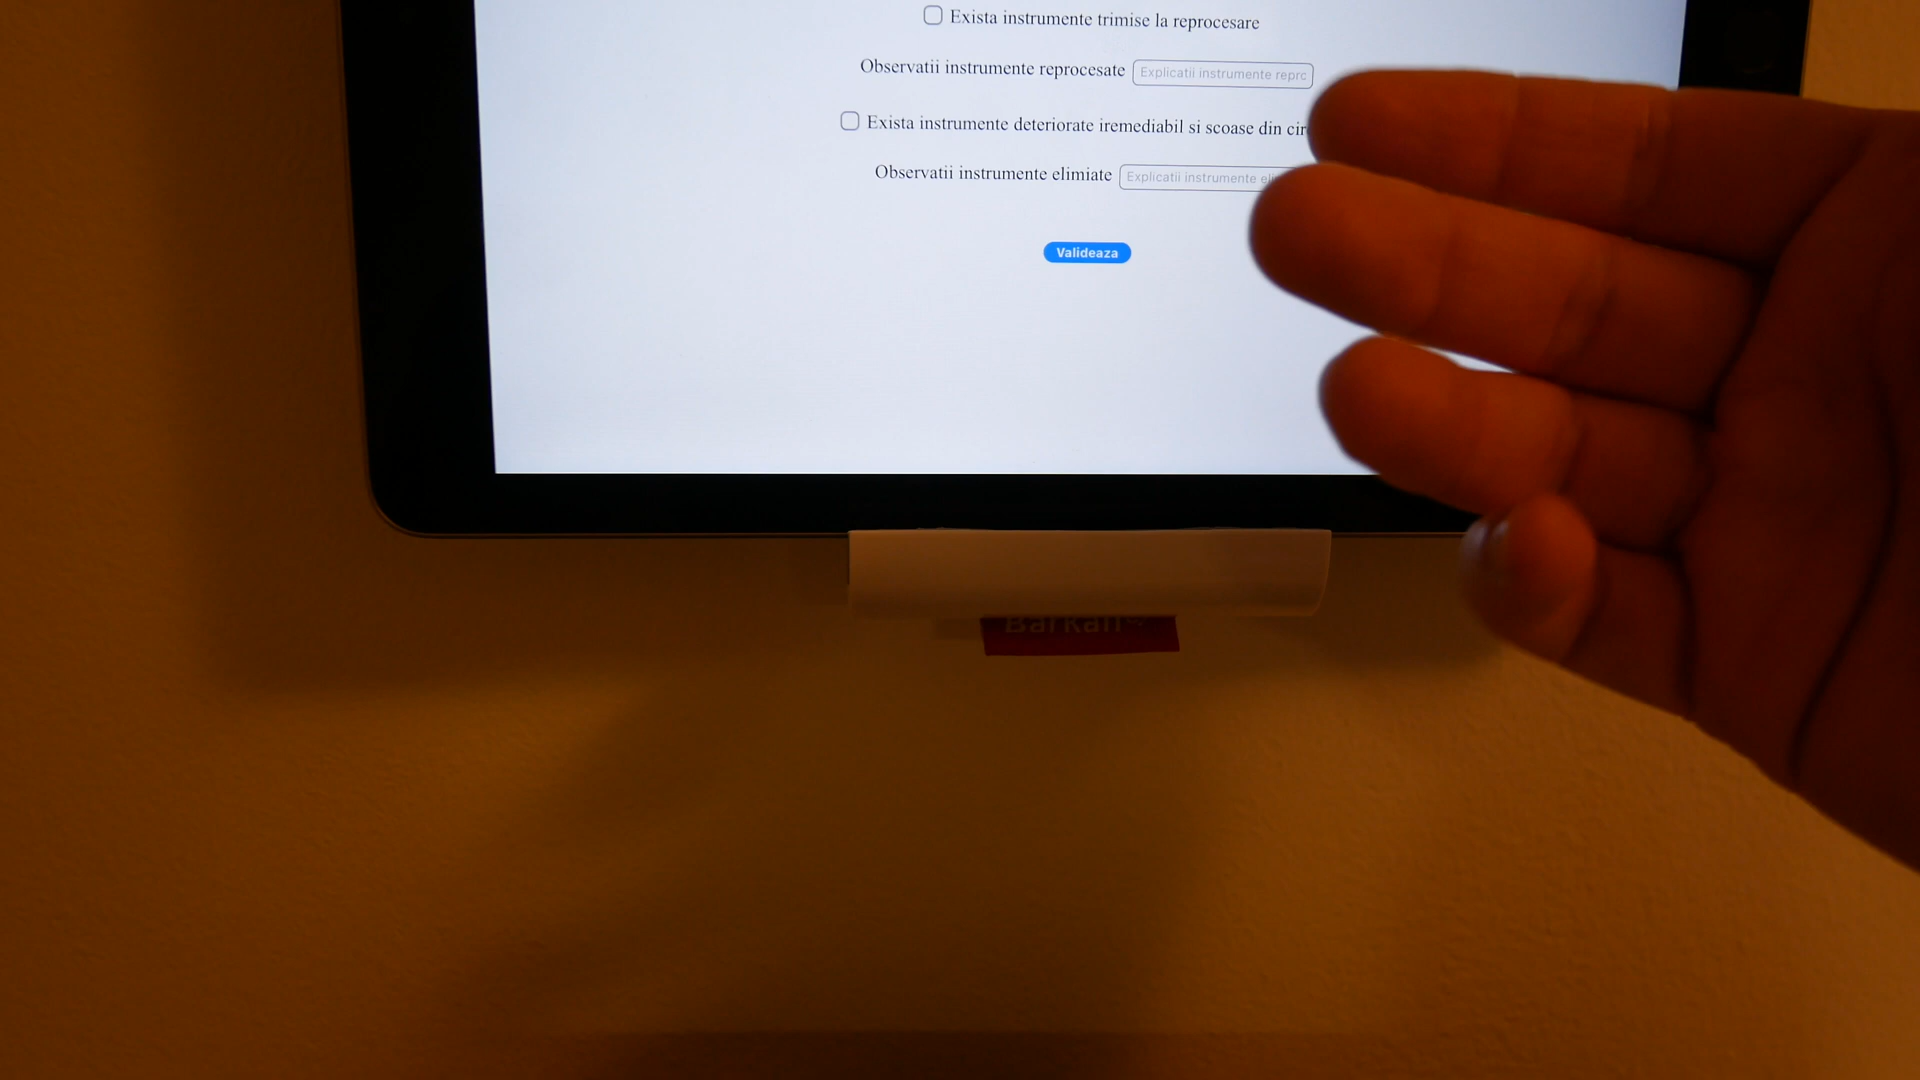 Exista instrumente trimise la reprocesare
Observatii instrumente reprocesate Explicatii instrumente reprc
Exista instrumente deteriorate iremediabil si scoase din
Observatii instrumente elimiate Explicatii instrumente
Valideaza
Barkan